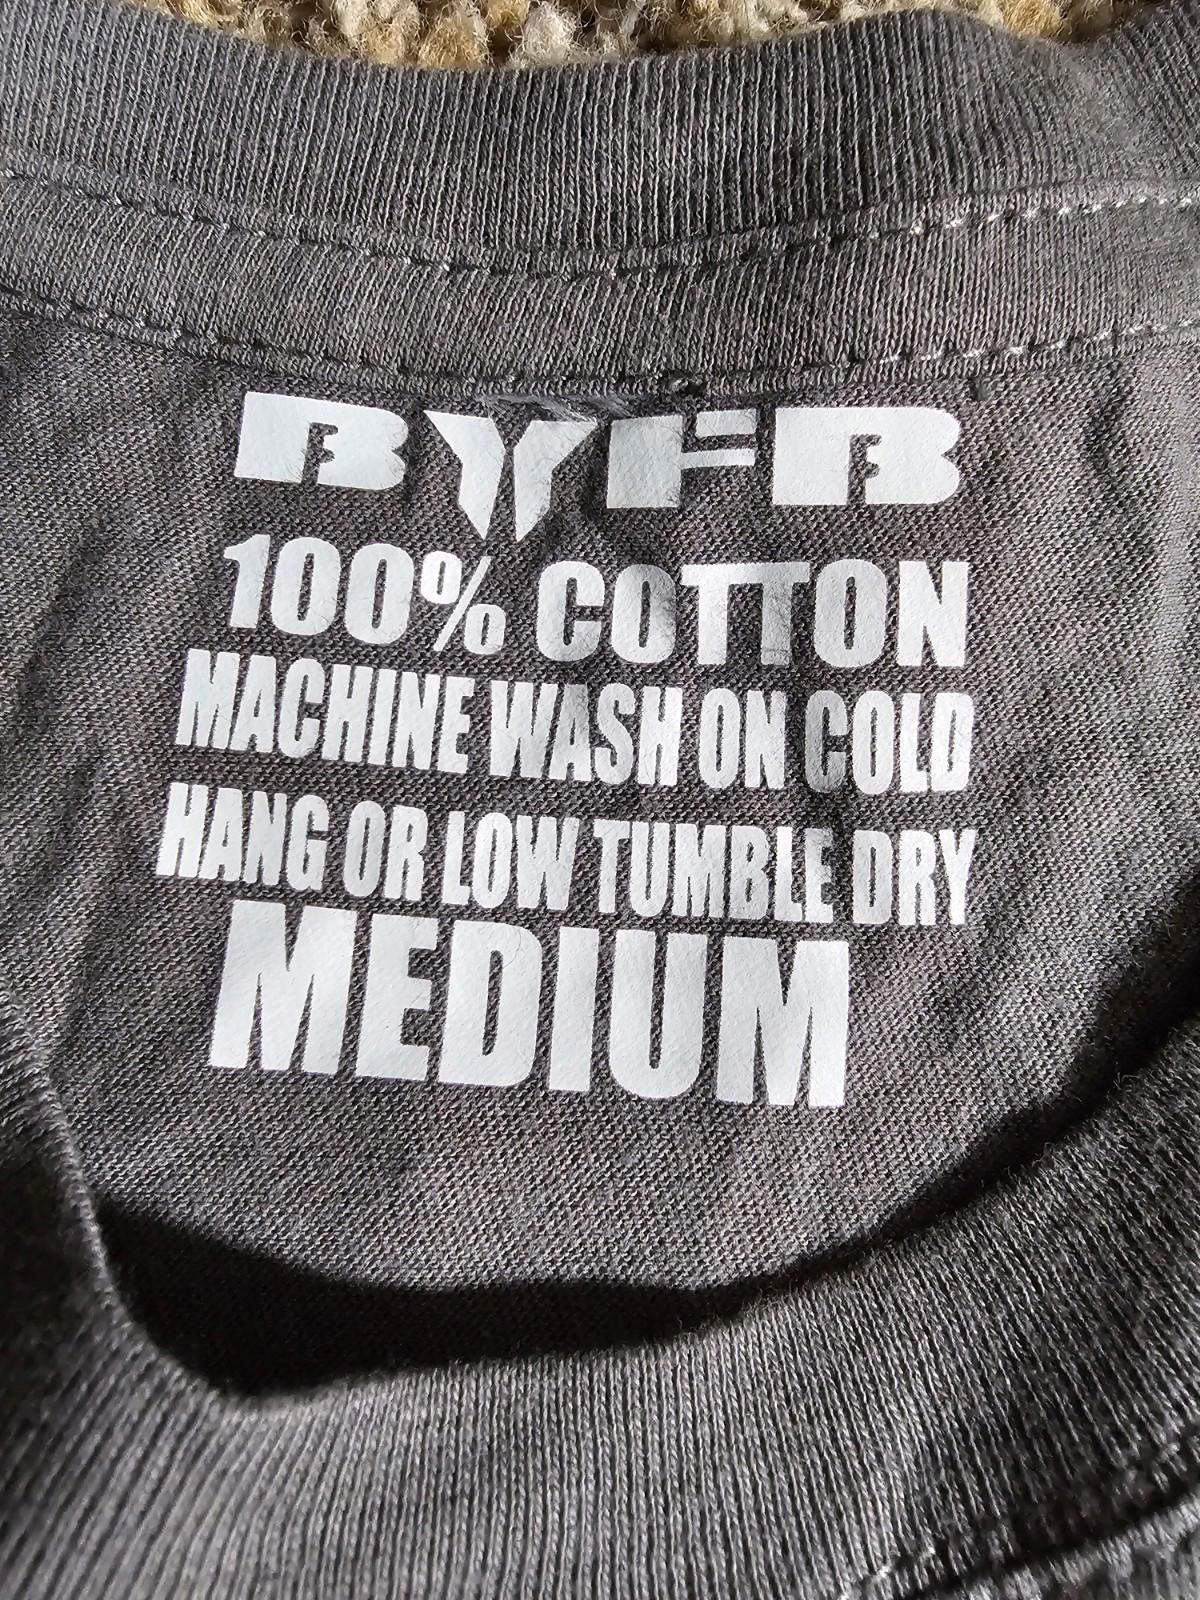 BYFB
100% COTTON
MACHINE WASH ON COLD
HANG OR LOW TUMBLE DRY
MEDIUM